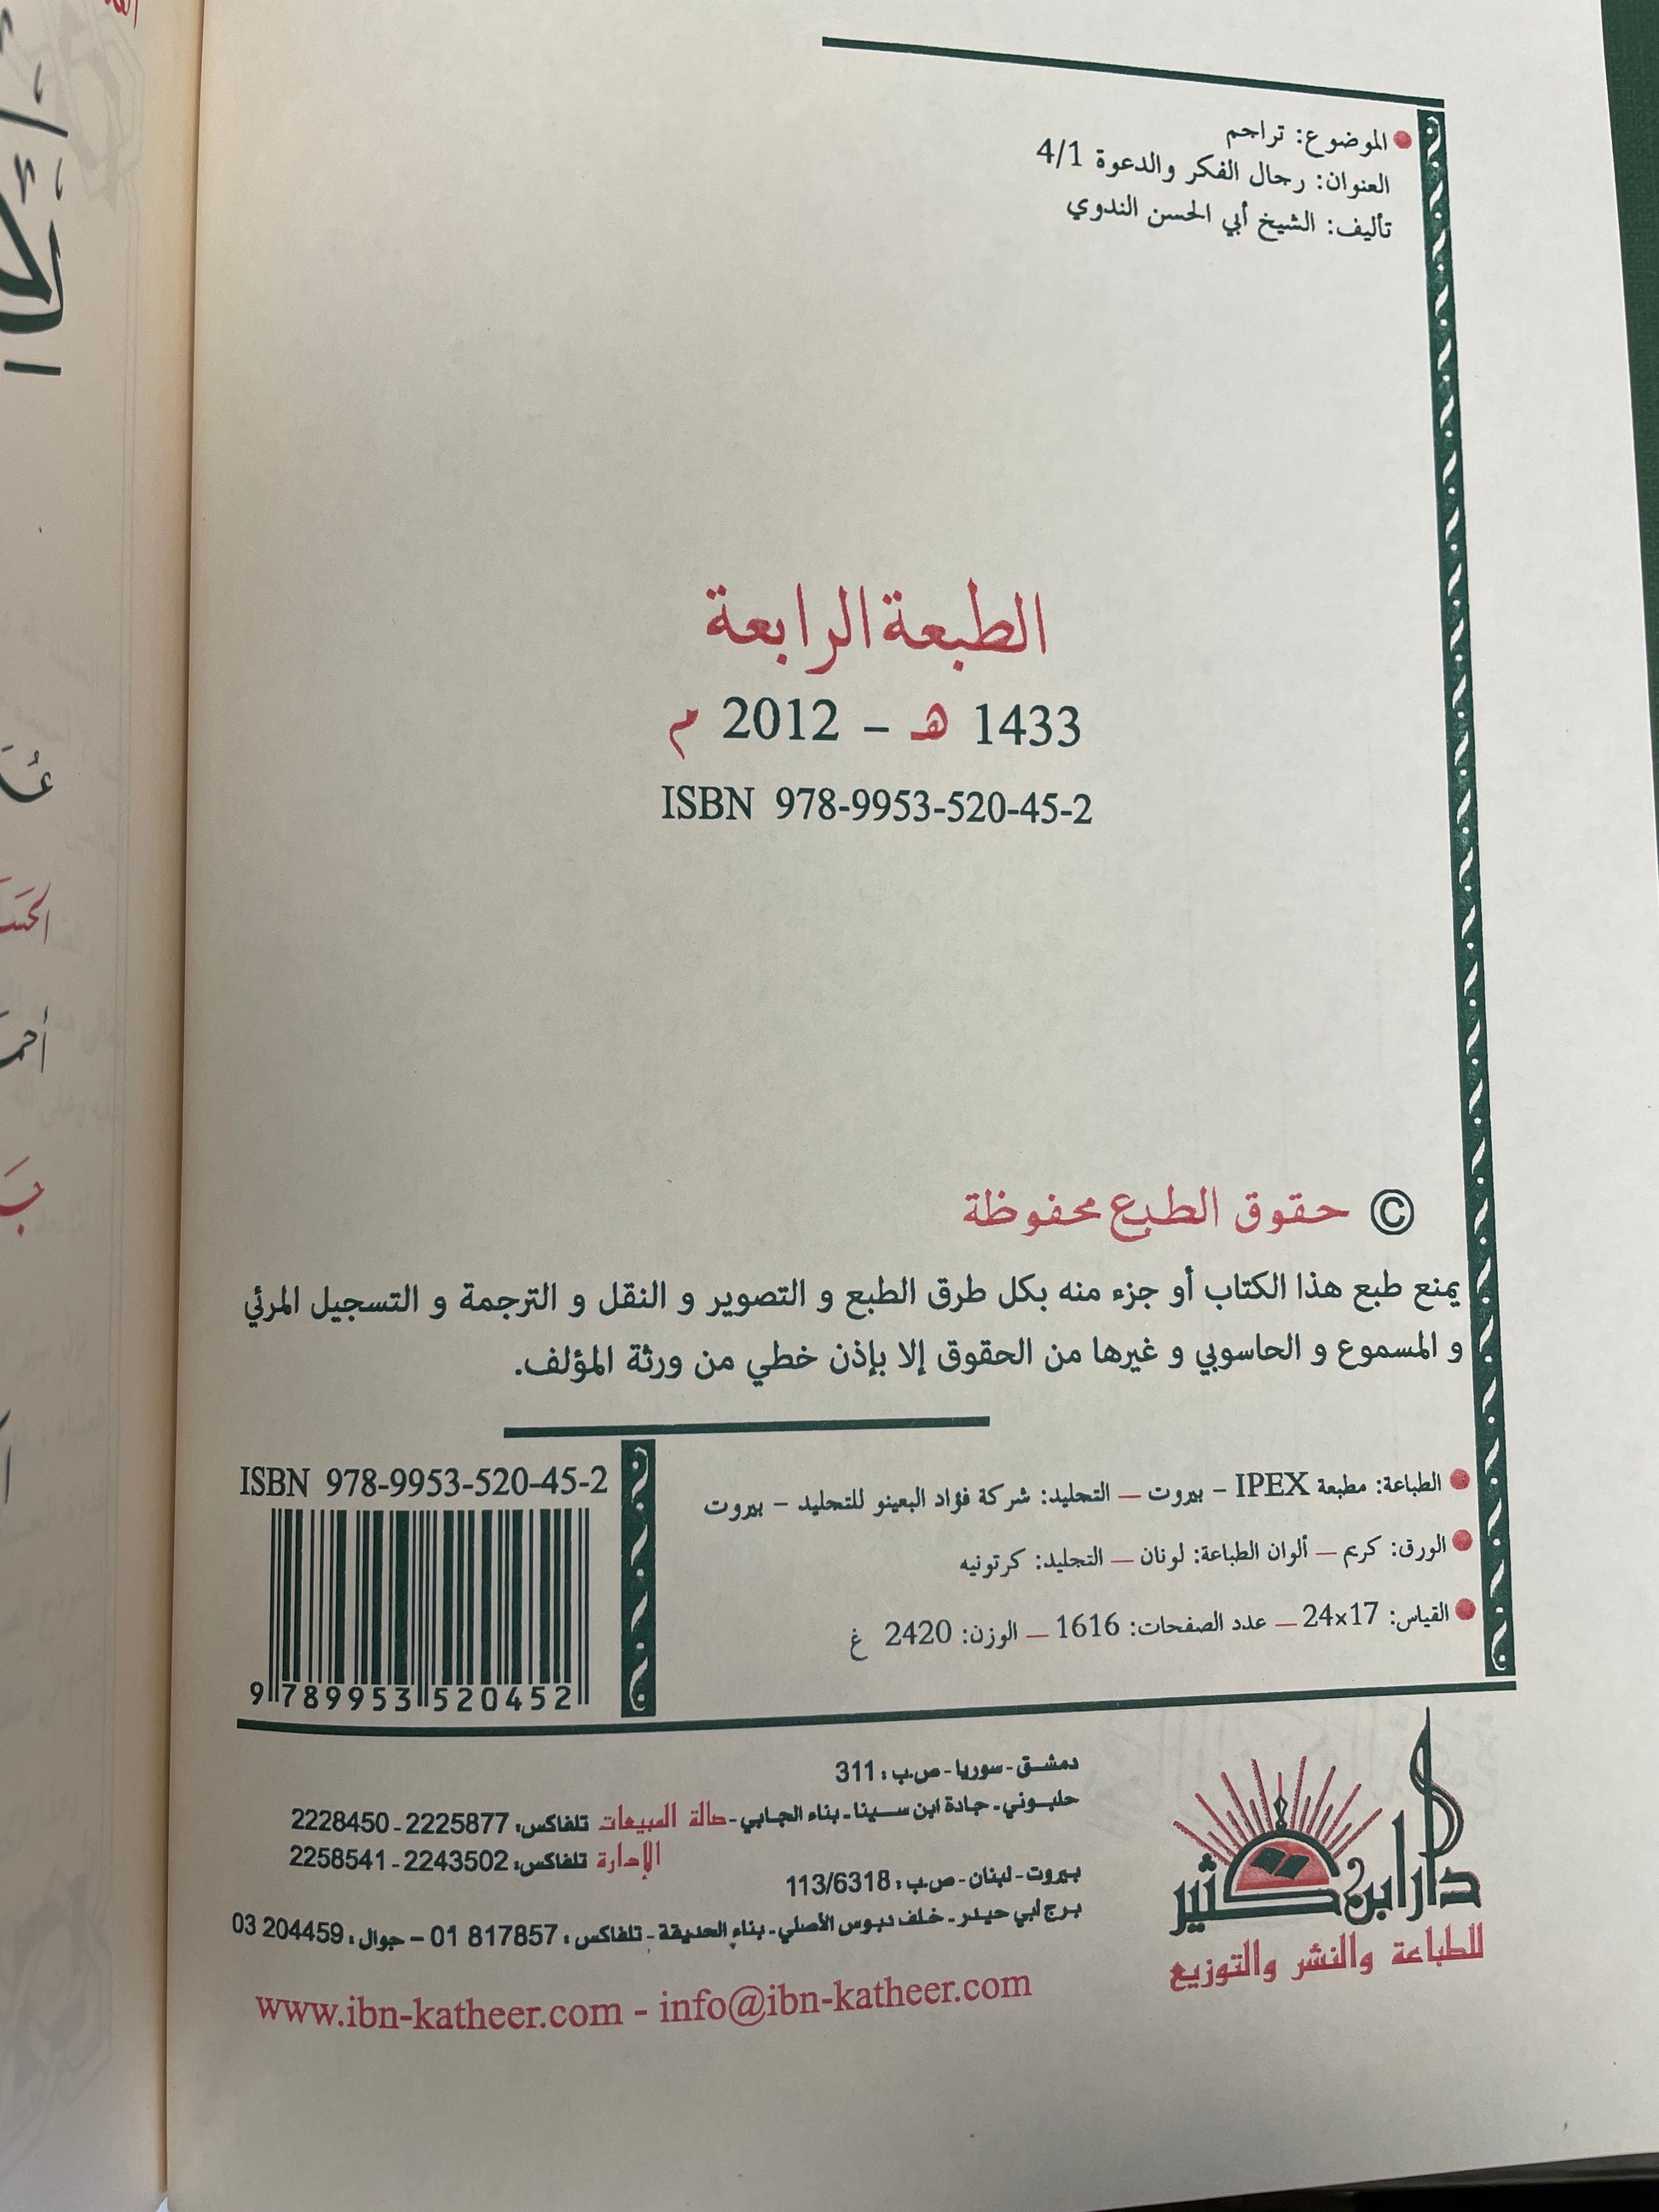 الموضوع: تراجم
العنوان: رجال الفكر والدعوة 4/1
تأليف: الشيخ أبي الحسن الندوي
الطبعة الرابعة
1433 هـ – 2012 م
ISBN 978-9953-520-45-2
© حقوق الطبع محفوظة
يمنع طبع هذا الكتاب أو جزء منه بكل طرق الطبع و التصوير و النقل و الترجمة و التسجيل المرئي
و المسموع و الحاسوبي و غيرها من الحقوق إلا بإذن خطي من ورثة المؤلف.
الطباعة: مطبعة IPEX – بيروت — التجليد: شركة فؤاد البعينو للتجليد – بيروت
الورق: كريم — ألوان الطباعة: لونان — التجليد: كرتونيه
القياس: 17×24 — عدد الصفحات: 1616 — الوزن: 2420 غ
ISBN 978-9953-520-45-2
9 789953 520452
دمشق - سوريا - ص.ب : 311
حلبوني - جادة ابن سينا - بناء الجابي - صالة المبيعات تلفاكس: 2225877 - 2228450
الإدارة تلفاكس: 2243502 - 2258541
بيروت - لبنان - ص.ب : 113/6318
برج أبي حيدر - خلف دبوس الأصلي - بناء الحديقة - تلفاكس : 817857 01 – جوال : 204459 03
www.ibn-katheer.com - info@ibn-katheer.com
دار ابن كثير
للطباعة والنشر والتوزيع